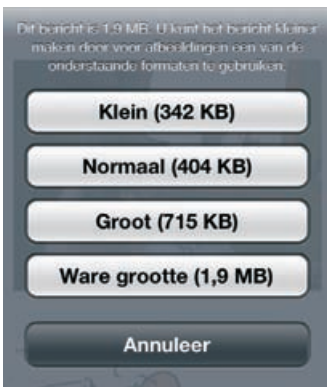 Dit bericht is 1,9 MB. U kunt het bericht kleiner
maken door voor afbeeldingen een van de
onderstaande formaten te gebruiken.
Klein (342 KB)
Normaal (404 KB)
Groot (715 KB)
Ware grootte (1,9 MB)
Annuleer